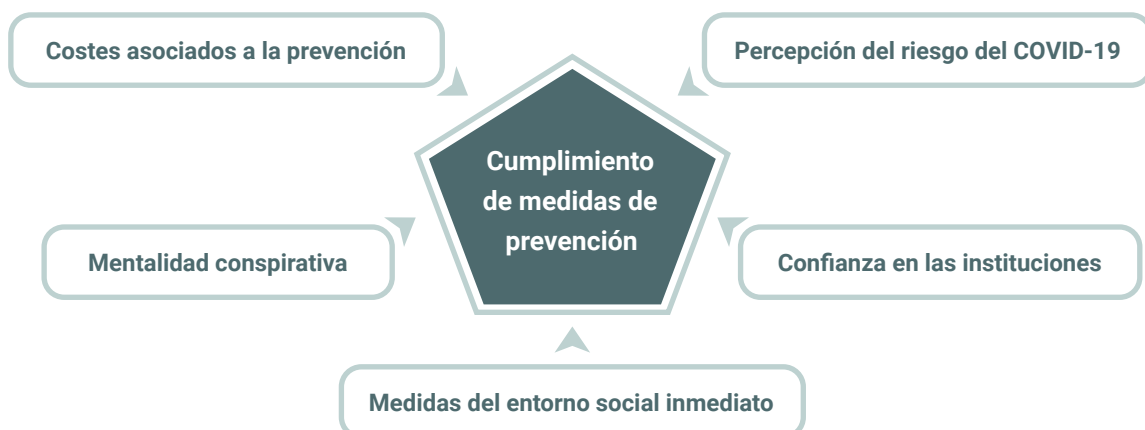 Costes asociados a la prevención
Percepción del riesgo del COVID-19
Cumplimiento
de medidas de
prevención
Mentalidad conspirativa
Confianza en las instituciones
Medidas del entorno social inmediato